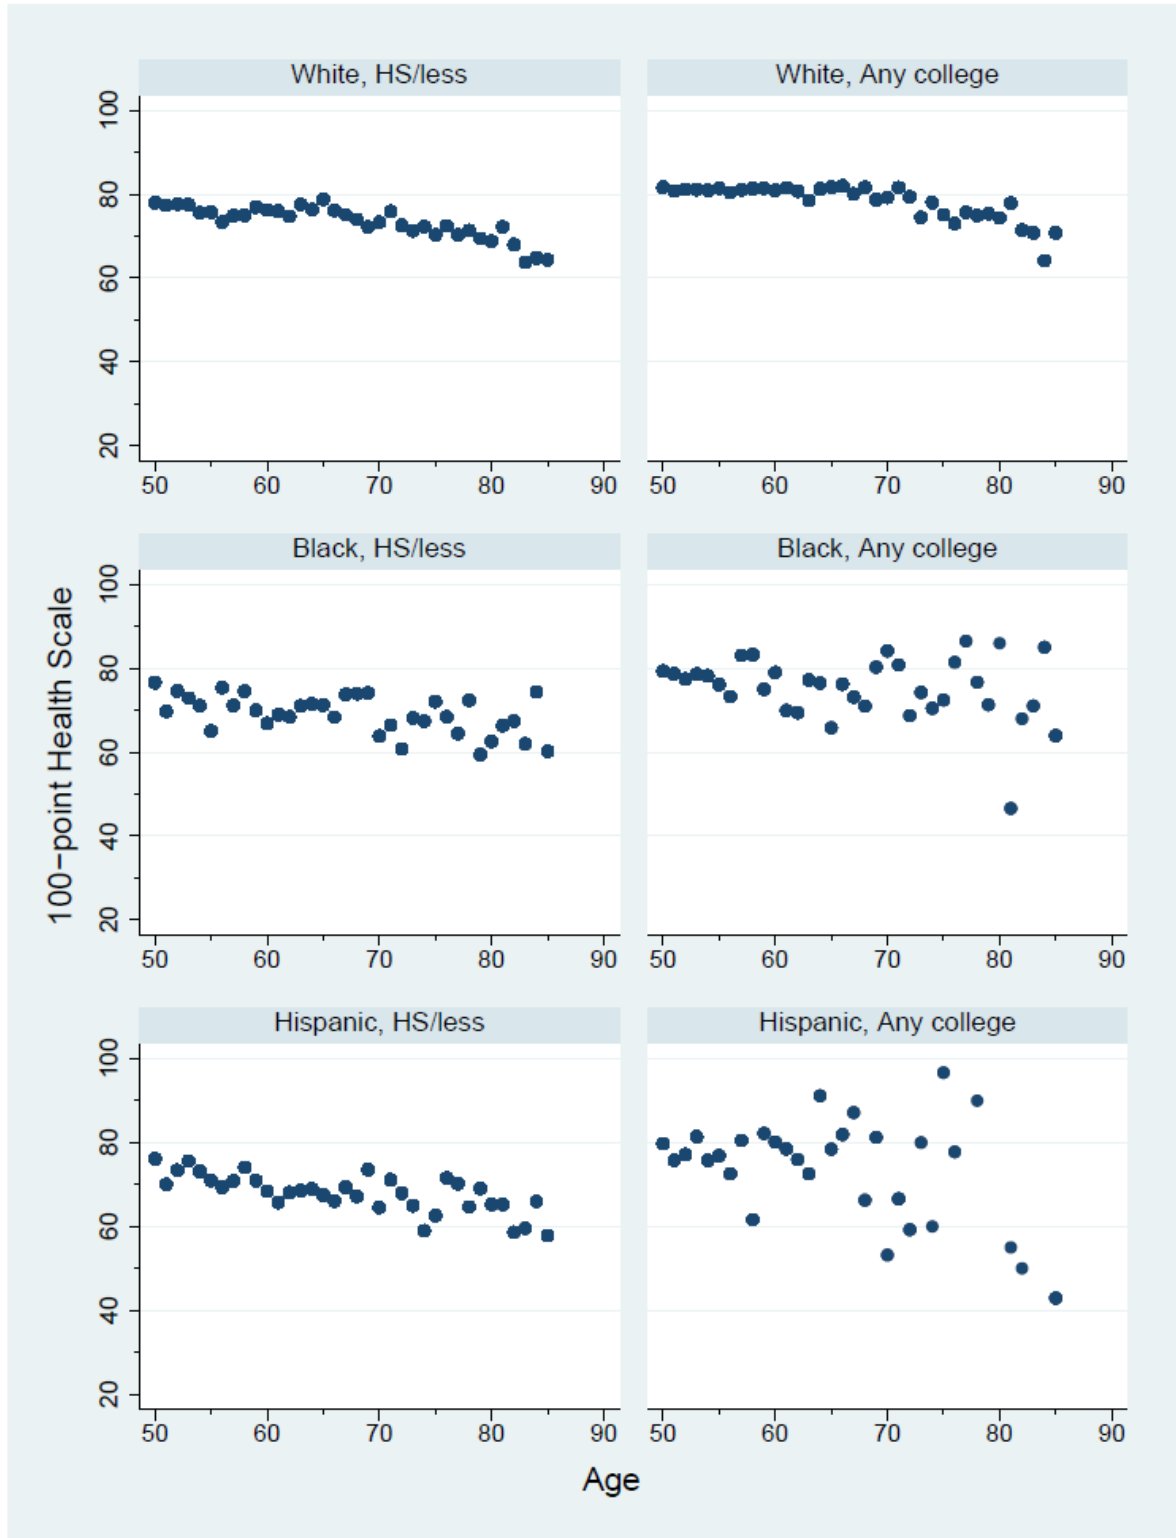 White, HS/less
White, Any college
100
80
60
40
20
50 60 70 80 90
50 60 70 80 90
Black, HS/less
Black, Any college
100
80
60
40
20
50 60 70 80 90
50 60 70 80 90
Hispanic, HS/less
Hispanic, Any college
100
80
60
40
20
50 60 70 80 90
50 60 70 80 90
100−point Health Scale
Age